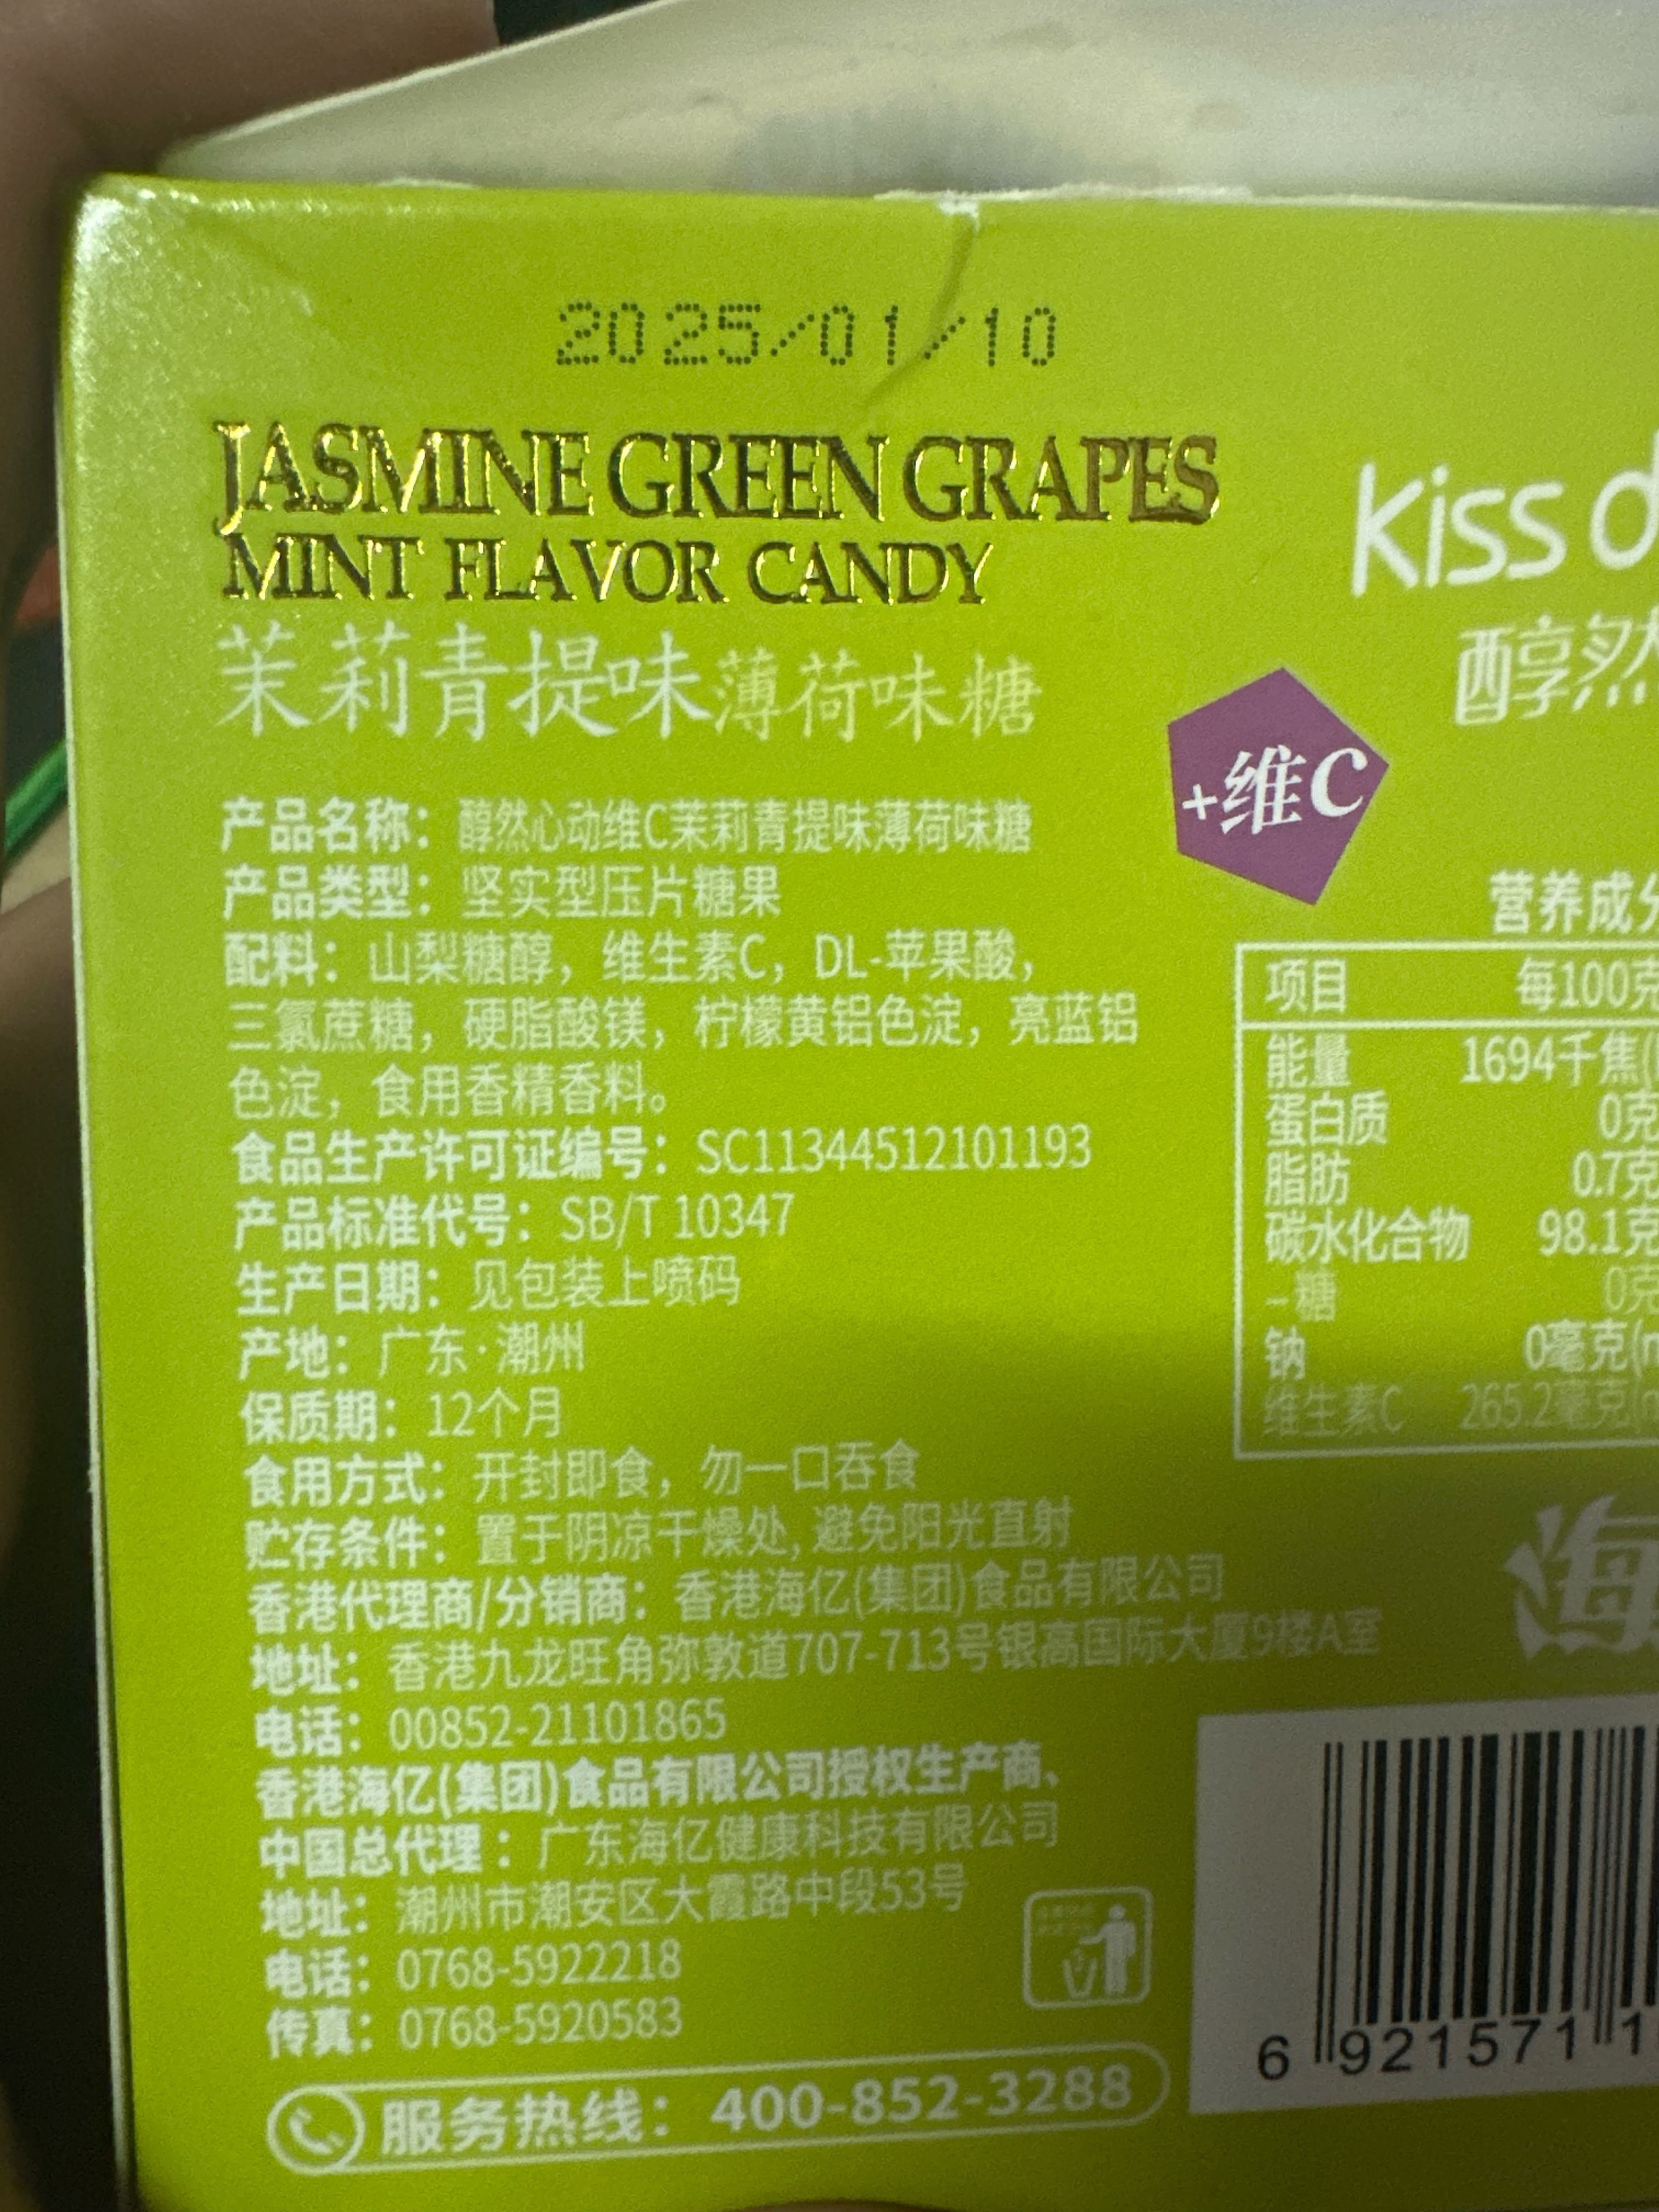 2025/01/10
JASMINE GREEN GRAPES
MINT FLAVOR CANDY
茉莉青提味薄荷味糖
kiss
醇然
+维C
产品名称：醇然心动维C茉莉青提味薄荷味糖
产品类型：坚实型压片糖果
配料：山梨糖醇，维生素C，DL-苹果酸，
三氯蔗糖，硬脂酸镁，柠檬黄铝色淀，亮蓝铝
色淀，食用香精香料。
食品生产许可证编号：SC11344512101193
产品标准代号：SB/T 10347
生产日期：见包装上喷码
产地：广东·潮州
保质期：12个月
食用方式：开封即食，勿一口吞食
贮存条件：置于阴凉干燥处,避免阳光直射
香港代理商/分销商：香港海亿(集团)食品有限公司
地址：香港九龙旺角弥敦道707-713号银高国际大厦9楼A室
电话：00852-21101865
香港海亿(集团)食品有限公司授权生产商、
中国总代理：广东海亿健康科技有限公司
地址：潮州市潮安区大霞路中段53号
电话：0768-5922218
传真：0768-5920583
服务热线：400-852-3288
营养成分
项目 每100克
能量 1694千焦(
蛋白质 0克
脂肪 0.7克
碳水化合物 98.1克
-糖 0克
钠 0毫克(m
维生素C 265.2毫克(m
海
6 921571 1